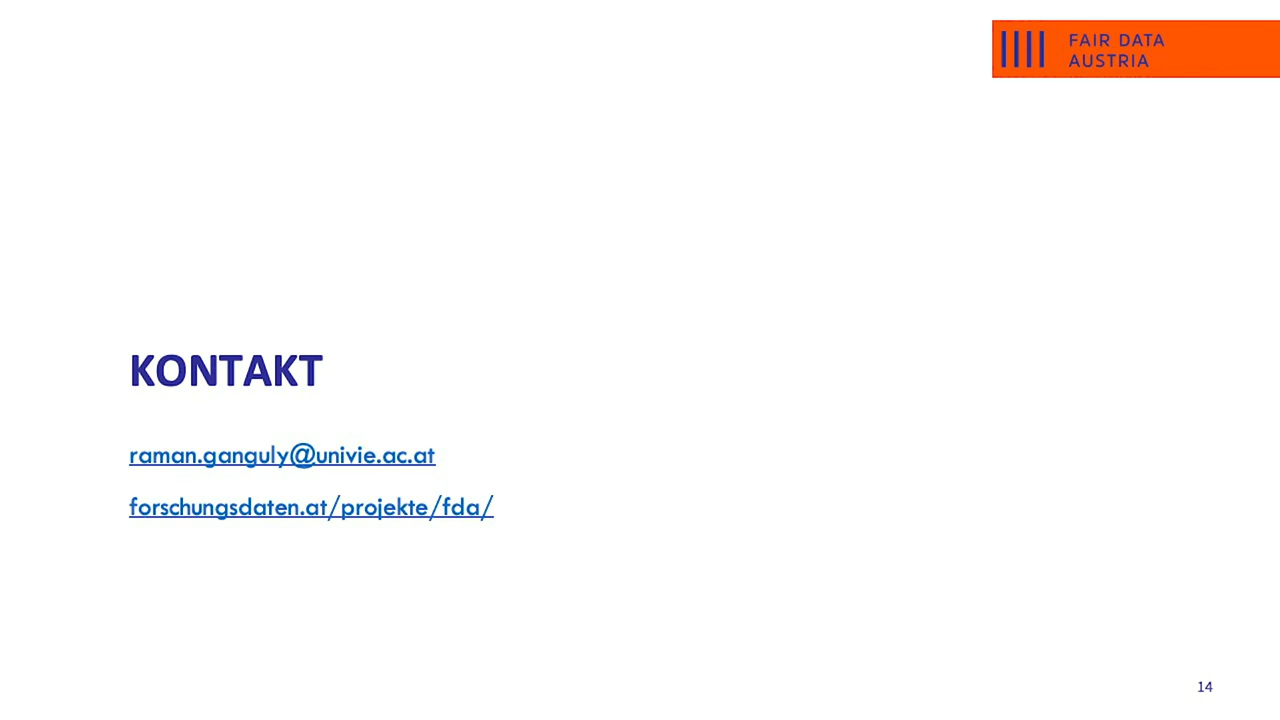 FAIR DATA
AUSTRIA
KONTAKT
raman.ganguly@univie.ac.at
forschungsdaten.at/projekte/fda/
14